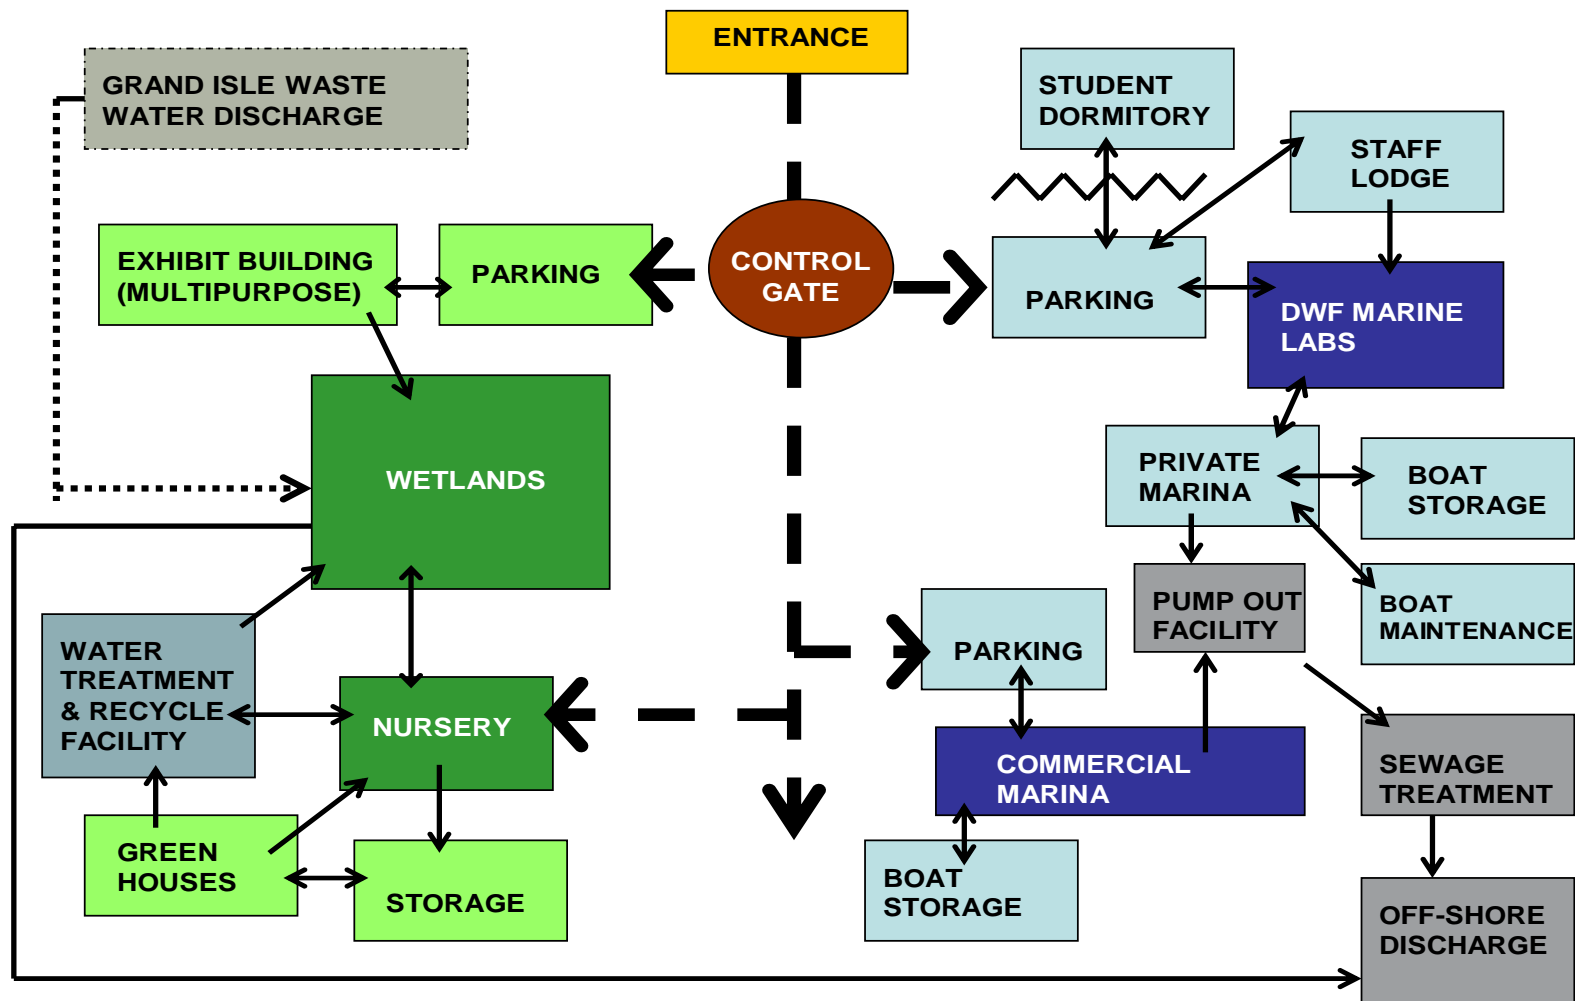 ENTRANCE
GRAND ISLE WASTE
WATER DISCHARGE
STUDENT
DORMITORY
STAFF
LODGE
EXHIBIT BUILDING
(MULTIPURPOSE)
PARKING
CONTROL
GATE
PARKING
DWF MARINE
LABS
WETLANDS
PRIVATE
MARINA
BOAT
STORAGE
PUMP OUT
FACILITY
BOAT
MAINTENANCE
WATER
TREATMENT
& RECYCLE
FACILITY
NURSERY
PARKING
COMMERCIAL
MARINA
SEWAGE
TREATMENT
GREEN
HOUSES
STORAGE
BOAT
STORAGE
OFF-SHORE
DISCHARGE